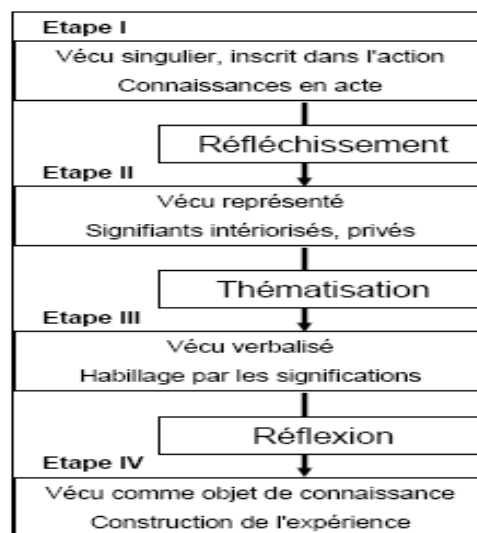 Etape I
Vécu singulier, inscrit dans l'action
Connaissances en acte
Réfléchissement
Etape II
Vécu représenté
Signifiants intériorisés, privés
Thématisation
Etape III
Vécu verbalisé
Habillage par les significations
Réflexion
Etape IV
Vécu comme objet de connaissance
Construction de l'expérience